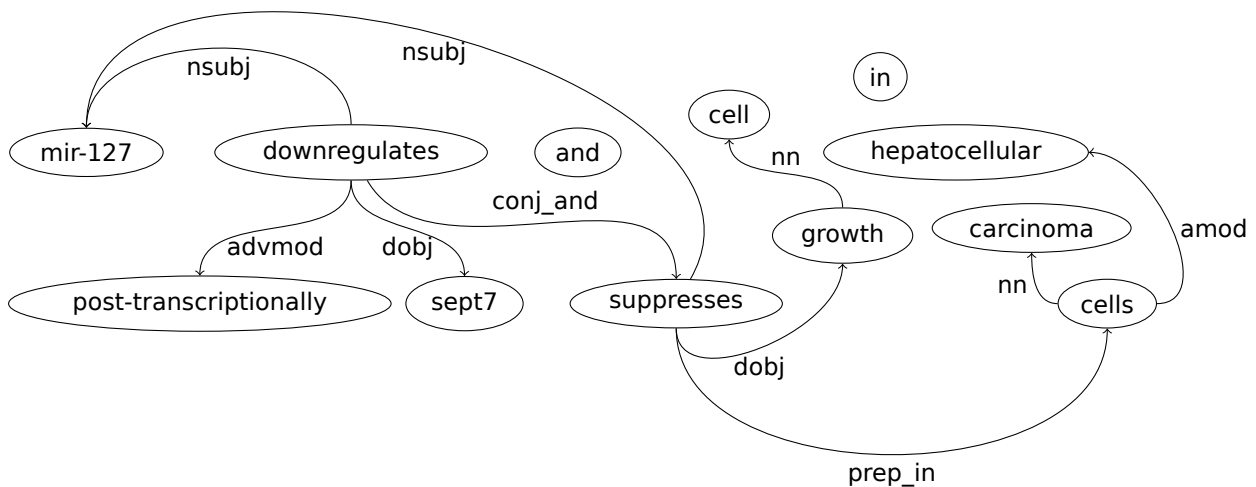 nsubj
nsubj
in
cell
mir-127
downregulates
and
hepatocellular
nn
conj_and
growth
carcinoma
amod
advmod
dobj
post-transcriptionally
sept7
suppresses
nn
cells
dobj
prep_in